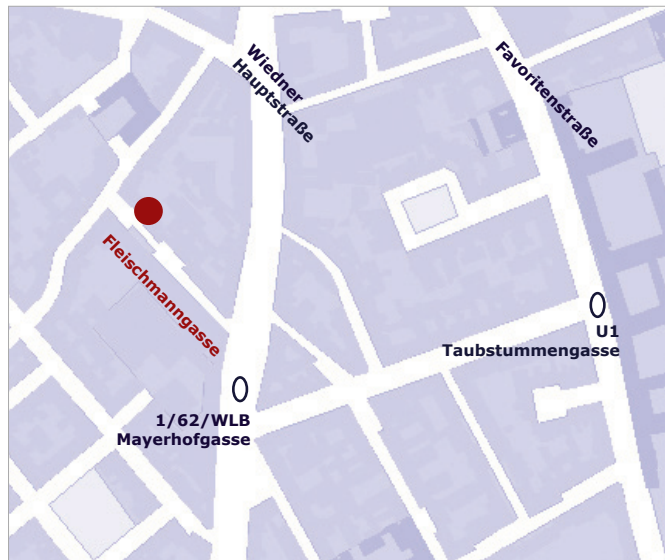 Wiedner
Hauptstraße
Favoritenstraße
Fleischmanngasse
U1
Taubstummengasse
1/62/WLB
Mayerhofgasse